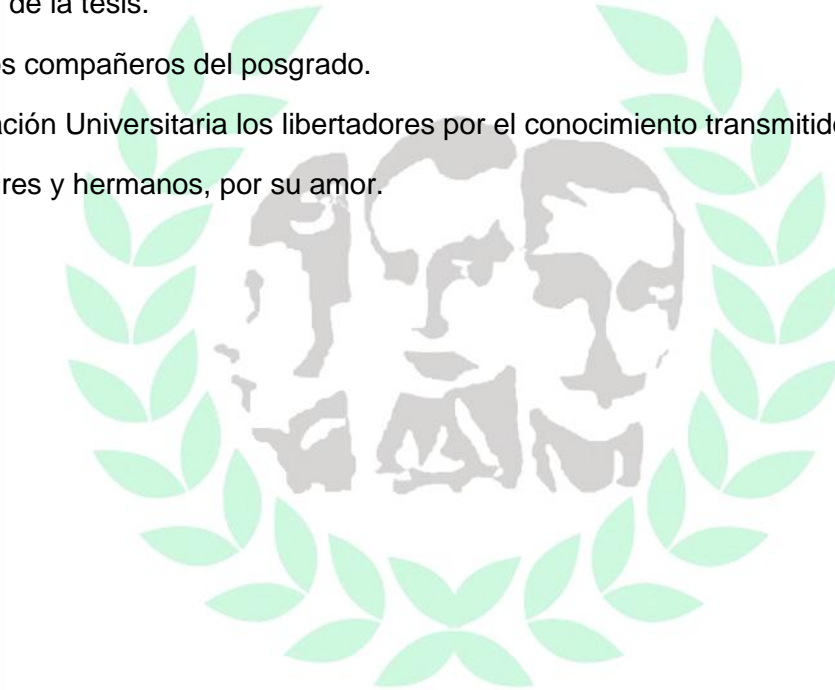 de la tesis.
os compañeros del posgrado.
ación Universitaria los libertadores por el conocimiento transmitido
res y hermanos, por su amor.